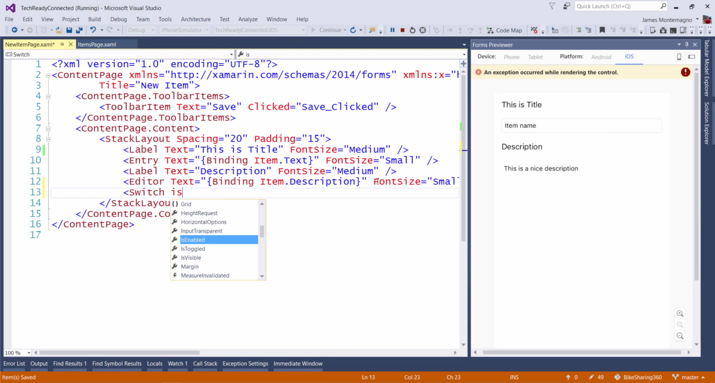 TechReadyConnected (Running) - Microsoft Visual Studio
Quick Launch (Ctrl+Q)
File Edit View Project Build Debug Team Tools Architecture Test Analyze Window Help
James Montemagno
Debug iPhoneSimulator TechReadyConnected.iOS Continue Code Map
NewItemPage.xaml* ItemsPage.xaml
Switch
is
1 <?xml version="1.0" encoding="UTF-8"?>
2 <ContentPage xmlns="http://xamarin.com/schemas/2014/forms" xmlns:x="h
3 Title="New Item">
4 <ContentPage.ToolbarItems>
5 <ToolbarItem Text="Save" Clicked="Save_Clicked" />
6 </ContentPage.ToolbarItems>
7 <ContentPage.Content>
8 <StackLayout Spacing="20" Padding="15">
9 <Label Text="This is Title" FontSize="Medium" />
10 <Entry Text="{Binding Item.Text}" FontSize="Small" />
11 <Label Text="Description" FontSize="Medium" />
12 <Editor Text="{Binding Item.Description}" FontSize="Small
13 <Switch is
14 </StackLayou
15 </ContentPage.Co
16 </ContentPage>
17
Grid
HeightRequest
HorizontalOptions
InputTransparent
IsEnabled
IsToggled
IsVisible
Margin
MeasureInvalidated
Forms Previewer
Device: Phone Tablet Platform: Android iOS
An exception occurred while rendering the control.
This is Title
Item name
Description
This is a nice description
Tabular Model Explorer
Solution Explorer
100 %
Error List Output Find Results 1 Find Symbol Results Locals Watch 1 Call Stack Exception Settings Immediate Window
Item(s) Saved Ln 13 Col 23 Ch 23 INS 0 49 BikeSharing360 master